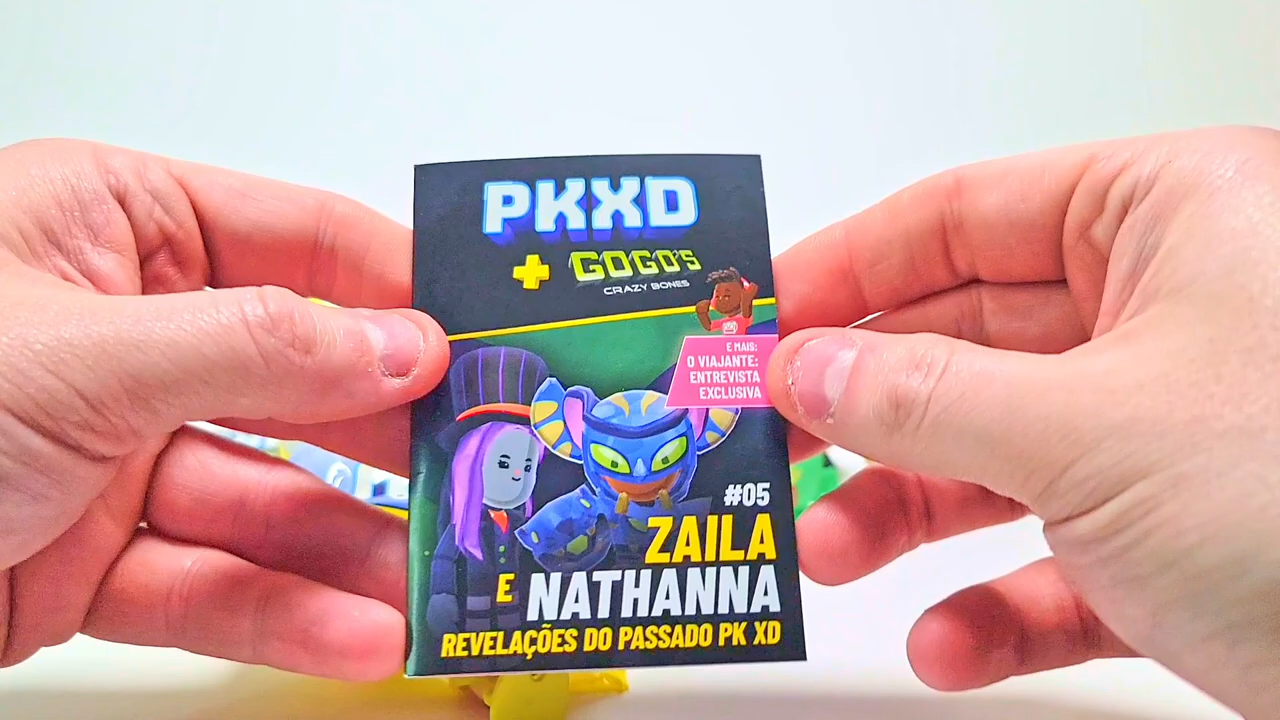 PKXD
+ GOGO'S
CRAZY BONES
E MAIS:
O VIAJANTE:
ENTREVISTA
EXCLUSIVA
#05
ZAILA
E NATHANNA
REVELAÇÕES DO PASSADO PK XD